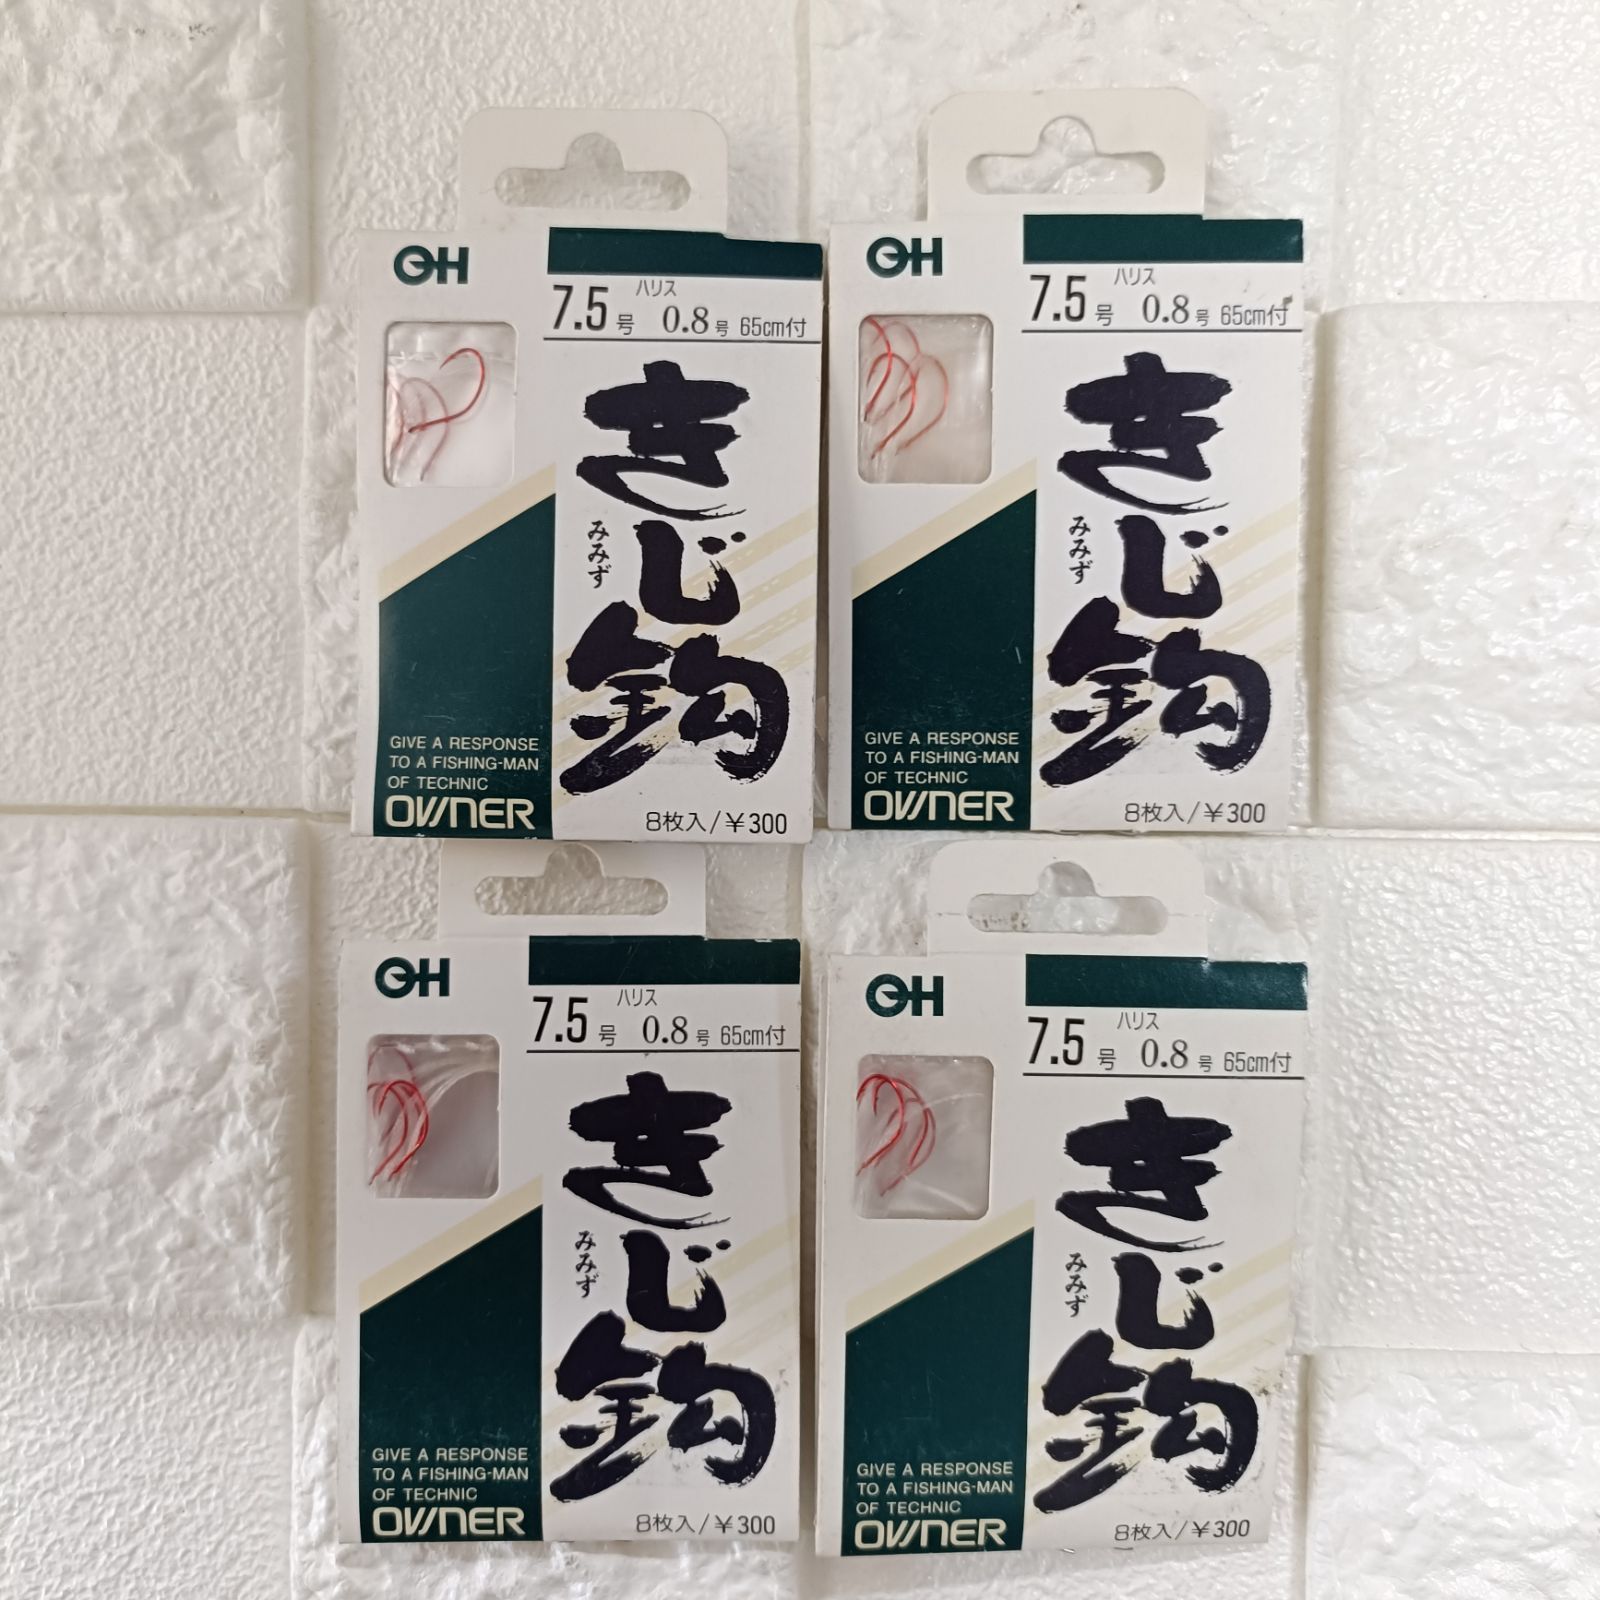 OH
7.5号 ハリス 0.8号 65cm付
きじ鈎
みみず
GIVE A RESPONSE
TO A FISHING-MAN
OF TECHNIC
OWNER
8枚入/¥300
OH
7.5号 ハリス 0.8号 65cm付
きじ鈎
みみず
GIVE A RESPONSE
TO A FISHING-MAN
OF TECHNIC
OWNER
8枚入/¥300
OH
7.5号 ハリス 0.8号 65cm付
きじ鈎
みみず
GIVE A RESPONSE
TO A FISHING-MAN
OF TECHNIC
OWNER
8枚入/¥300
OH
7.5号 ハリス 0.8号 65cm付
きじ鈎
みみず
GIVE A RESPONSE
TO A FISHING-MAN
OF TECHNIC
OWNER
8枚入/¥300